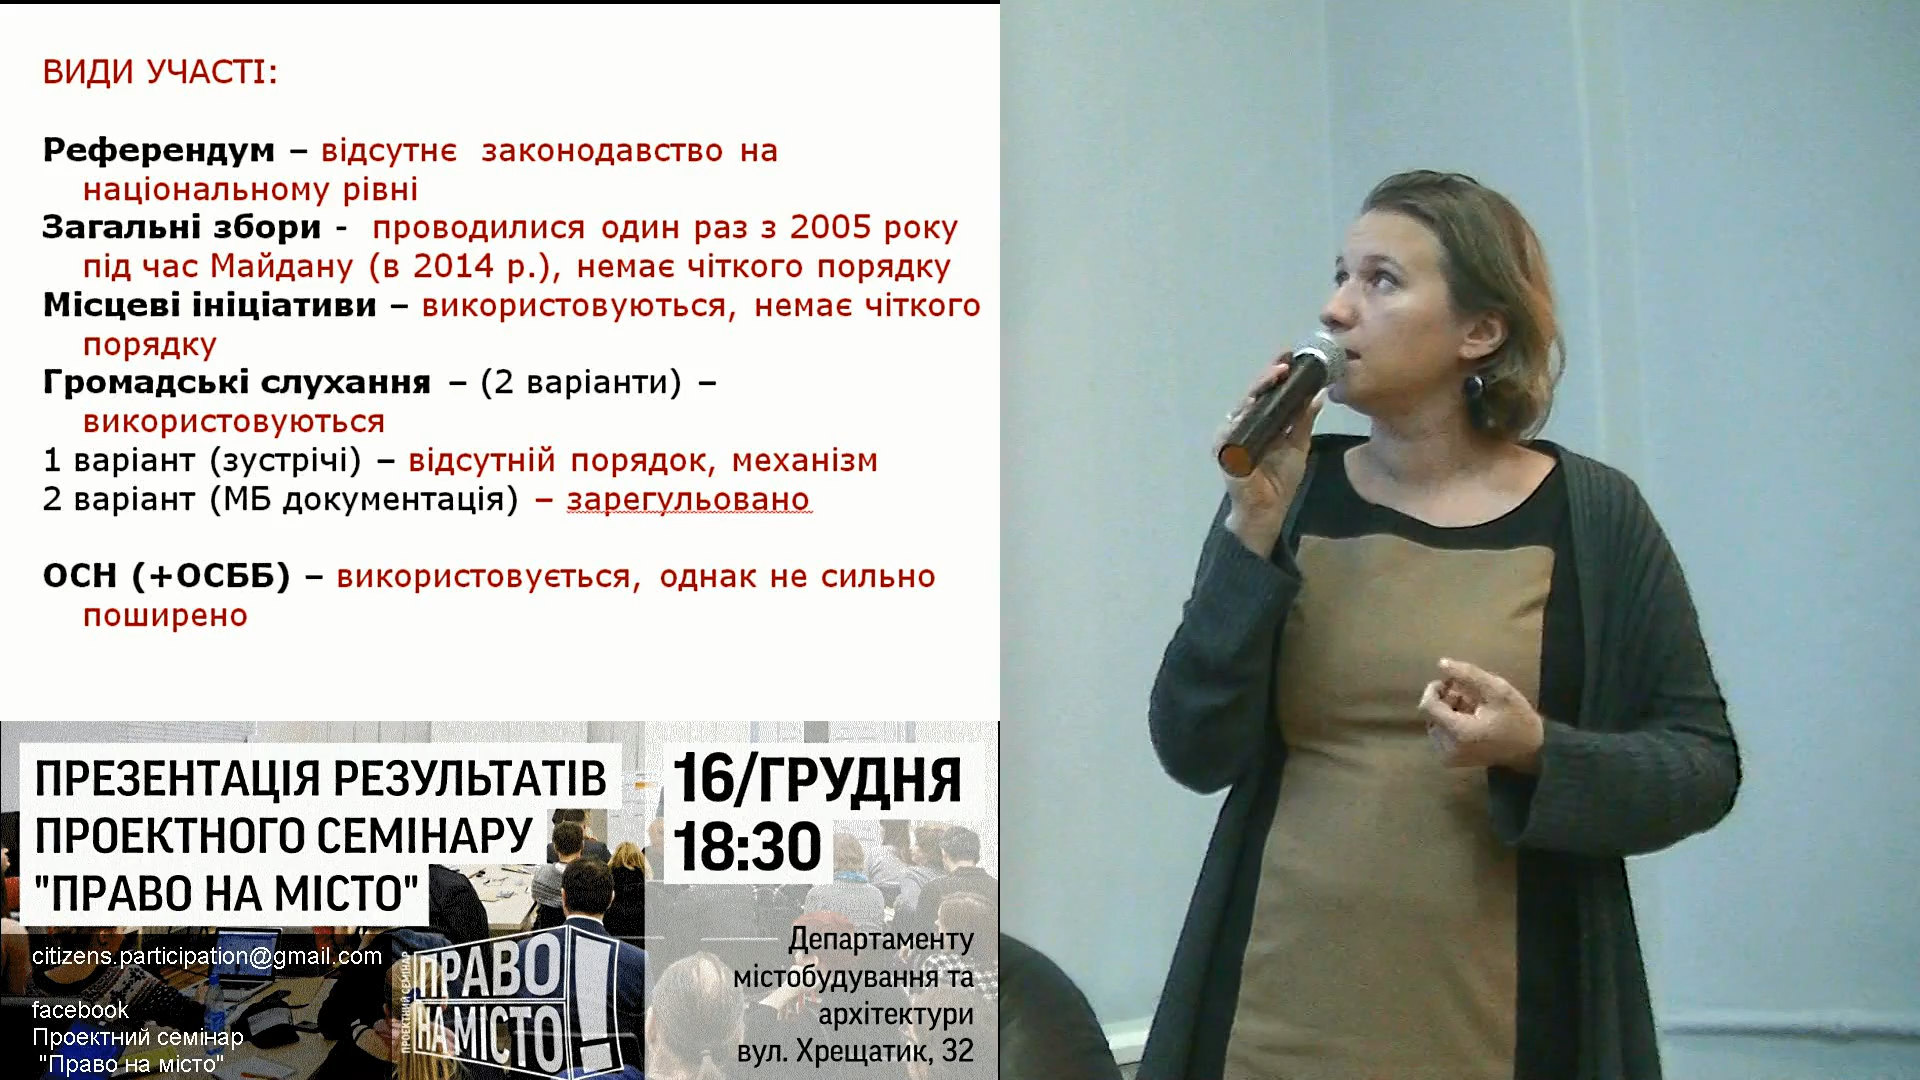 ВИДИ УЧАСТІ:
Референдум – відсутнє законодавство на
національному рівні
Загальні збори - проводилися один раз з 2005 року
під час Майдану (в 2014 р.), немає чіткого порядку
Місцеві ініціативи – використовуються, немає чіткого
порядку
Громадські слухання – (2 варіанти) –
використовуються
1 варіант (зустрічі) – відсутній порядок, механізм
2 варіант (МБ документація) – зарегульовано
ОСН (+ОСББ) – використовується, однак не сильно
поширено
ПРЕЗЕНТАЦІЯ РЕЗУЛЬТАТІВ
ПРОЕКТНОГО СЕМІНАРУ
"ПРАВО НА МІСТО"
16/ГРУДНЯ
18:30
citizens.participation@gmail.com
facebook
Проектний семінар
"Право на місто"
ПРОЕКТНИЙ СЕМІНАР
ПРАВО
НА МІСТО!
Департаменту
містобудування та
архітектури
вул. Хрещатик, 32